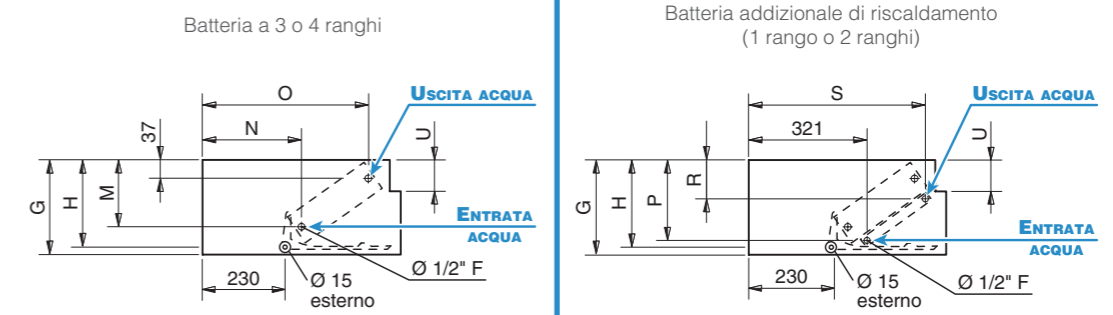 Batteria a 3 o 4 ranghi
O
USCITA ACQUA
N
37
U
G
H
M
ENTRATA
ACQUA
230
Ø 15
esterno
Ø 1/2" F
Batteria addizionale di riscaldamento
(1 rango o 2 ranghi)
S
USCITA ACQUA
321
U
G
H
P
R
ENTRATA
ACQUA
230
Ø 15
esterno
Ø 1/2" F